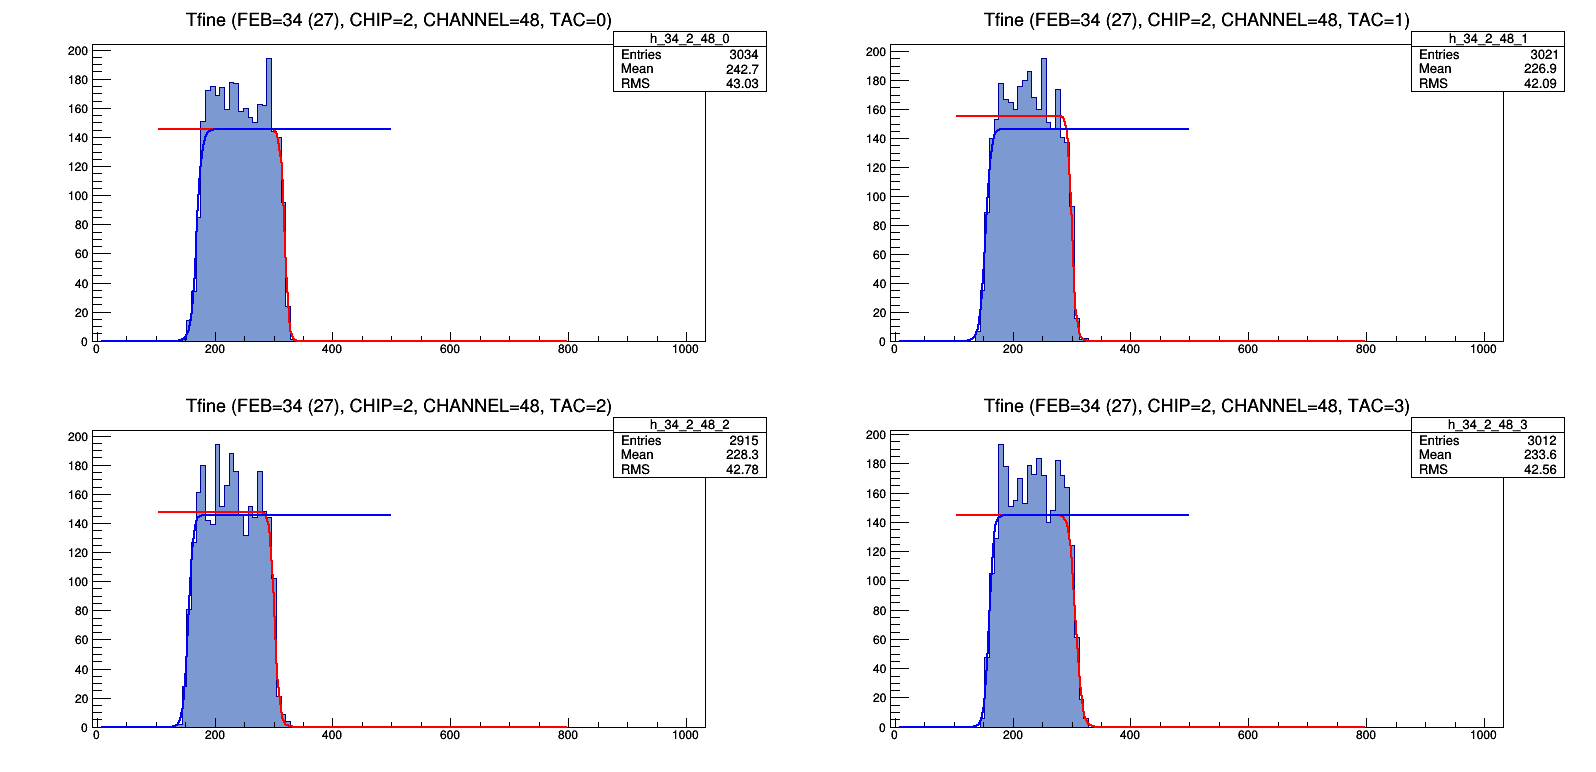 Tfine (FEB=34 (27), CHIP=2, CHANNEL=48, TAC=0)
h_34_2_48_0
Entries 3034
Mean 242.7
RMS 43.03
200
180
160
140
120
100
80
60
40
20
0
0 200 400 600 800 1000
Tfine (FEB=34 (27), CHIP=2, CHANNEL=48, TAC=1)
h_34_2_48_1
Entries 3021
Mean 226.9
RMS 42.09
200
180
160
140
120
100
80
60
40
20
0
0 200 400 600 800 1000
Tfine (FEB=34 (27), CHIP=2, CHANNEL=48, TAC=2)
h_34_2_48_2
Entries 2915
Mean 228.3
RMS 42.78
200
180
160
140
120
100
80
60
40
20
0
0 200 400 600 800 1000
Tfine (FEB=34 (27), CHIP=2, CHANNEL=48, TAC=3)
h_34_2_48_3
Entries 3012
Mean 233.6
RMS 42.56
200
180
160
140
120
100
80
60
40
20
0
0 200 400 600 800 1000